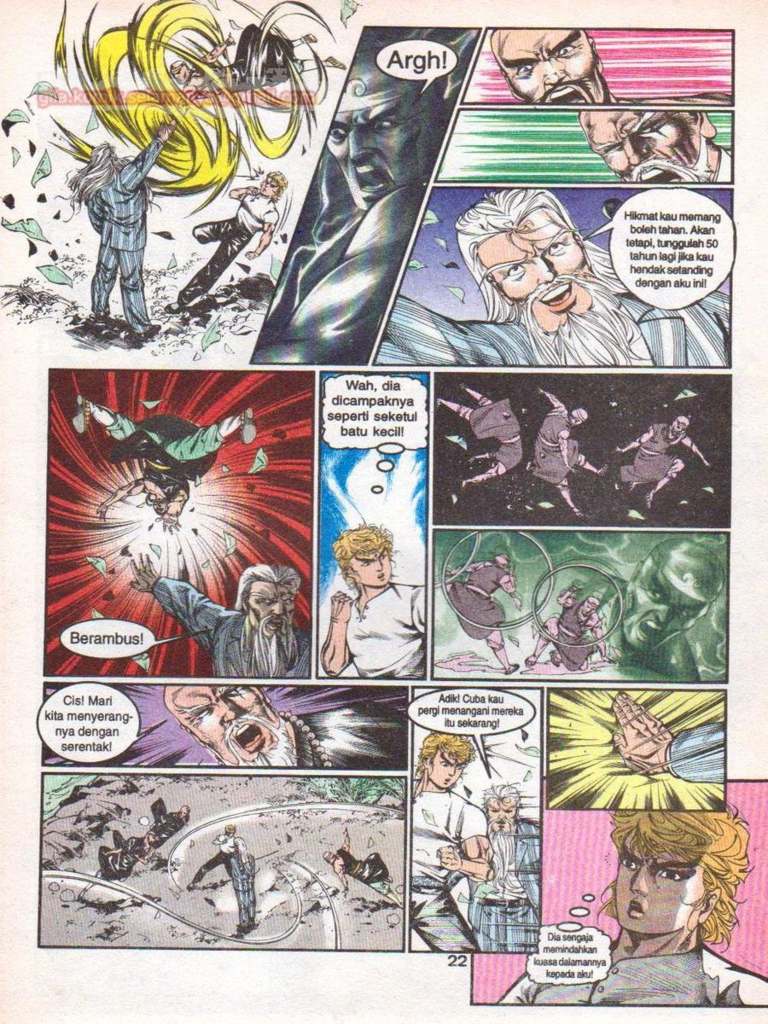 Argh!
Hikmat kau memang
boleh tahan. Akan
tetapi, tunggulah 50
tahun lagi jika kau
hendak setanding
dengan aku ini!
Berambus!
Wah, dia
dicampaknya
seperti seketul
batu kecil!
Cis! Mari
kita menyerang-
nya dengan
serentak!
Adik! Cuba kau
pergi menangani mereka
itu sekarang!
Dia sengaja
memindahkan
kuasa dalamannya
kepada aku!
22